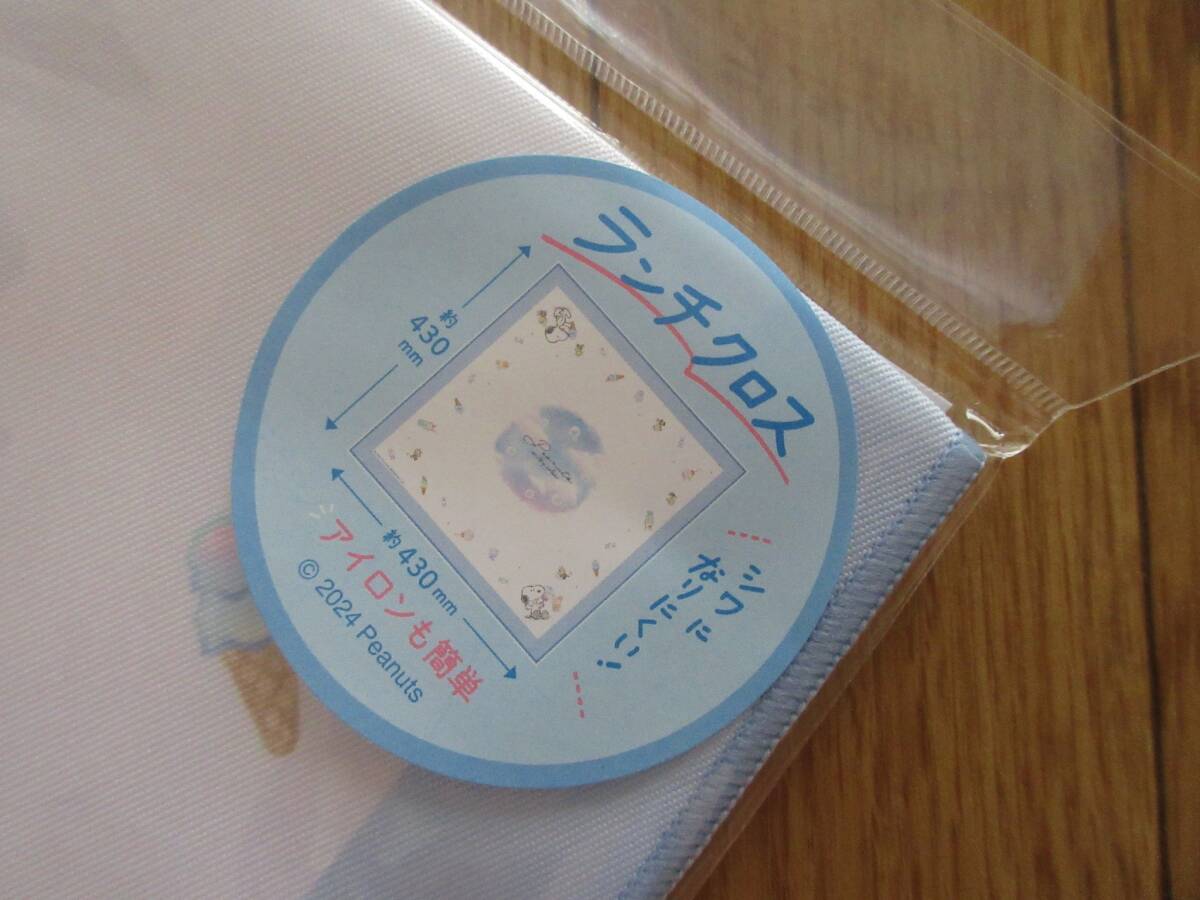 ランチクロス
約
430
mm
約430mm
シワに
なりにくい!
アイロンも簡単
© 2024 Peanuts